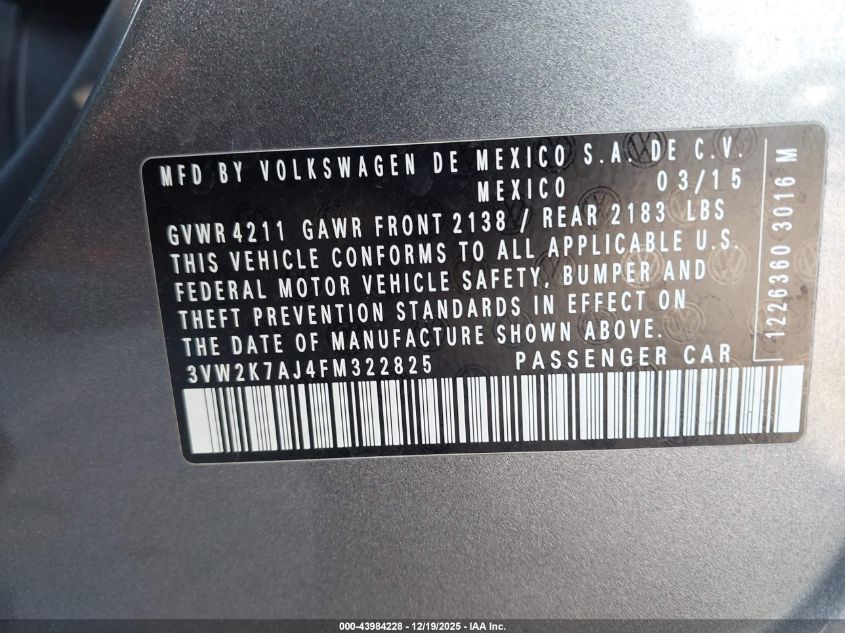 MFD BY VOLKSWAGEN DE MEXICO S.A. DE C.V.
MEXICO 03/15
GVWR 4211 GAWR FRONT 2138 / REAR 2183 LBS
THIS VEHICLE CONFORMS TO ALL APPLICABLE U.S.
FEDERAL MOTOR VEHICLE SAFETY, BUMPER AND
THEFT PREVENTION STANDARDS IN EFFECT ON
THE DATE OF MANUFACTURE SHOWN ABOVE.
3VW2K7AJ4FM322825 PASSENGER CAR
1226360 3016 M
000-43984228 - 12/19/2025 - IAA Inc.